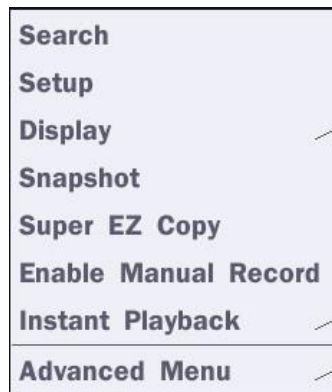 Search
Setup
Display
Snapshot
Super EZ Copy
Enable Manual Record
Instant Playback
Advanced Menu